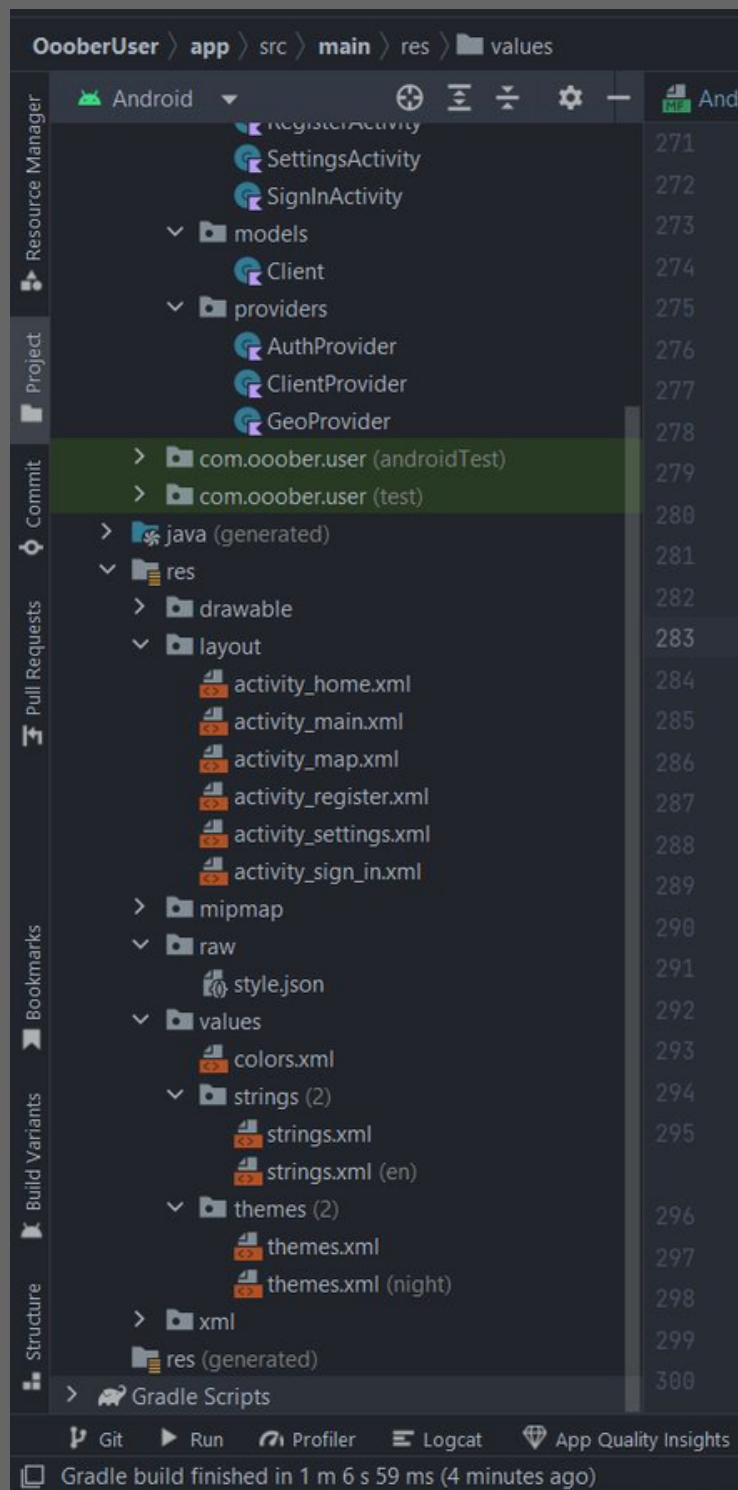 OooberUser 〉 app 〉 src 〉 main 〉 res 〉 values
Resource Manager
Project
Commit
Pull Requests
Bookmarks
Build Variants
Structure
Android
RegisterActivity
SettingsActivity
SignInActivity
models
Client
providers
AuthProvider
ClientProvider
GeoProvider
com.ooober.user (androidTest)
com.ooober.user (test)
java (generated)
res
drawable
layout
activity_home.xml
activity_main.xml
activity_map.xml
activity_register.xml
activity_settings.xml
activity_sign_in.xml
mipmap
raw
style.json
values
colors.xml
strings (2)
strings.xml
strings.xml (en)
themes (2)
themes.xml
themes.xml (night)
xml
res (generated)
Gradle Scripts
MF And
271
272
273
274
275
276
277
278
279
280
281
282
283
284
285
286
287
288
289
290
291
292
293
294
295
296
297
298
299
300
Git Run Profiler Logcat App Quality Insights
Gradle build finished in 1 m 6 s 59 ms (4 minutes ago)